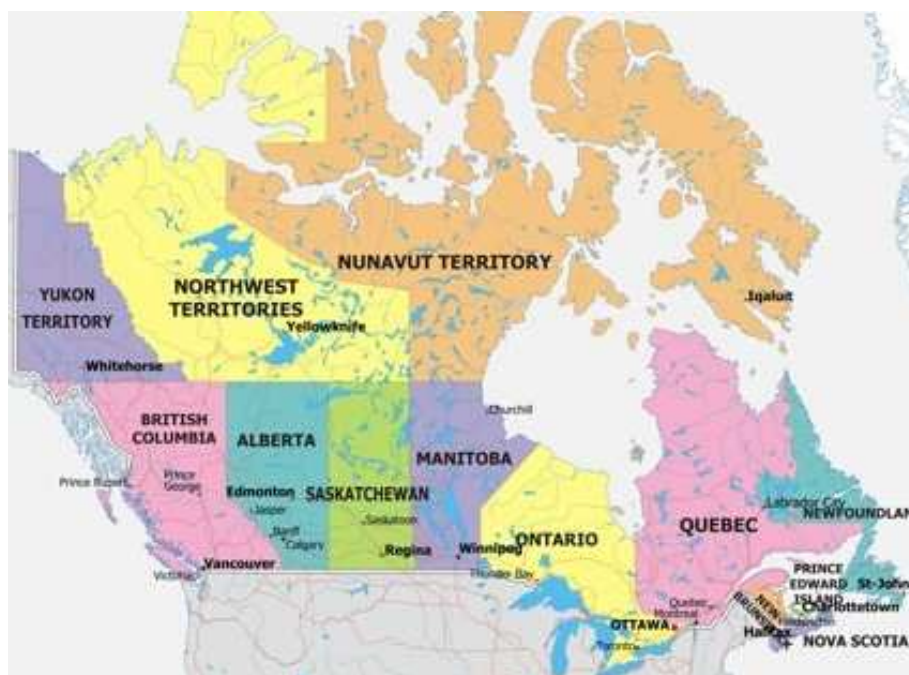 NUNAVUT TERRITORY
NORTHWEST
TERRITORIES
YUKON
TERRITORY
Iqaluit
Yellowknife
Whitehorse
Churchill
BRITISH
COLUMBIA
ALBERTA
MANITOBA
Prince Rupert
Prince
George
Edmonton
SASKATCHEWAN
Jasper
Saskatoon
Banff
Calgary
Regina
Winnipeg
Vancouver
Victoria
Thunder Bay
ONTARIO
QUEBEC
Labrador City
NEWFOUNDLAN
PRINCE
EDWARD
ISLAND
St-John
Charlottetown
NEW
Quebec
Montreal
OTTAWA
Toronto
Halifax
NOVA SCOTIA